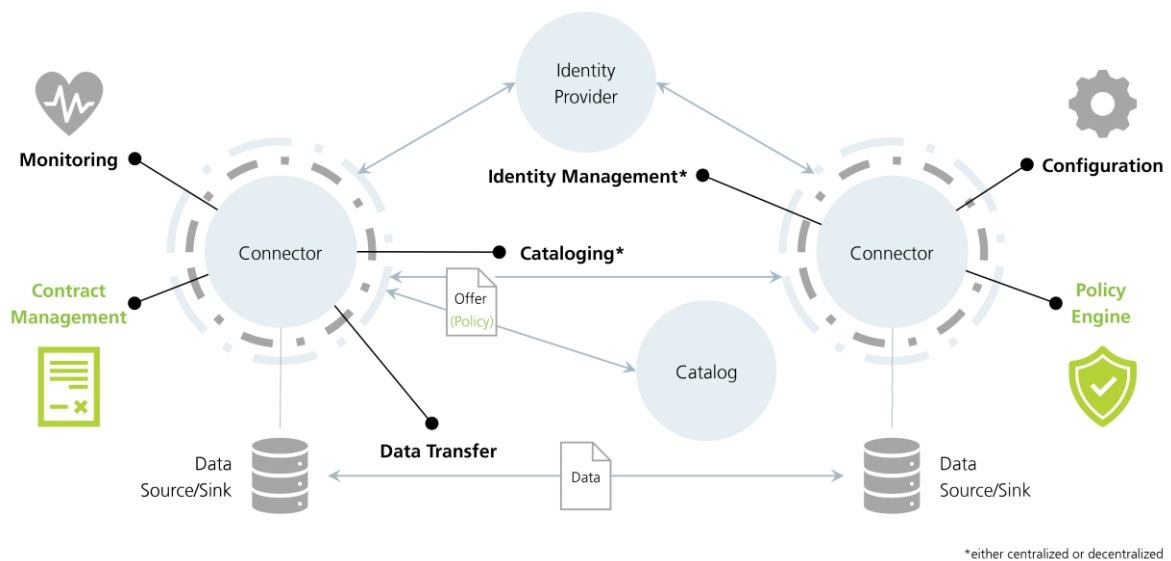 Identity
Provider
Monitoring
Configuration
Identity Management*
Connector
Cataloging*
Connector
Contract
Management
Offer
(Policy)
Policy
Engine
Catalog
Data Transfer
Data
Source/Sink
Data
Data
Source/Sink
*either centralized or decentralized